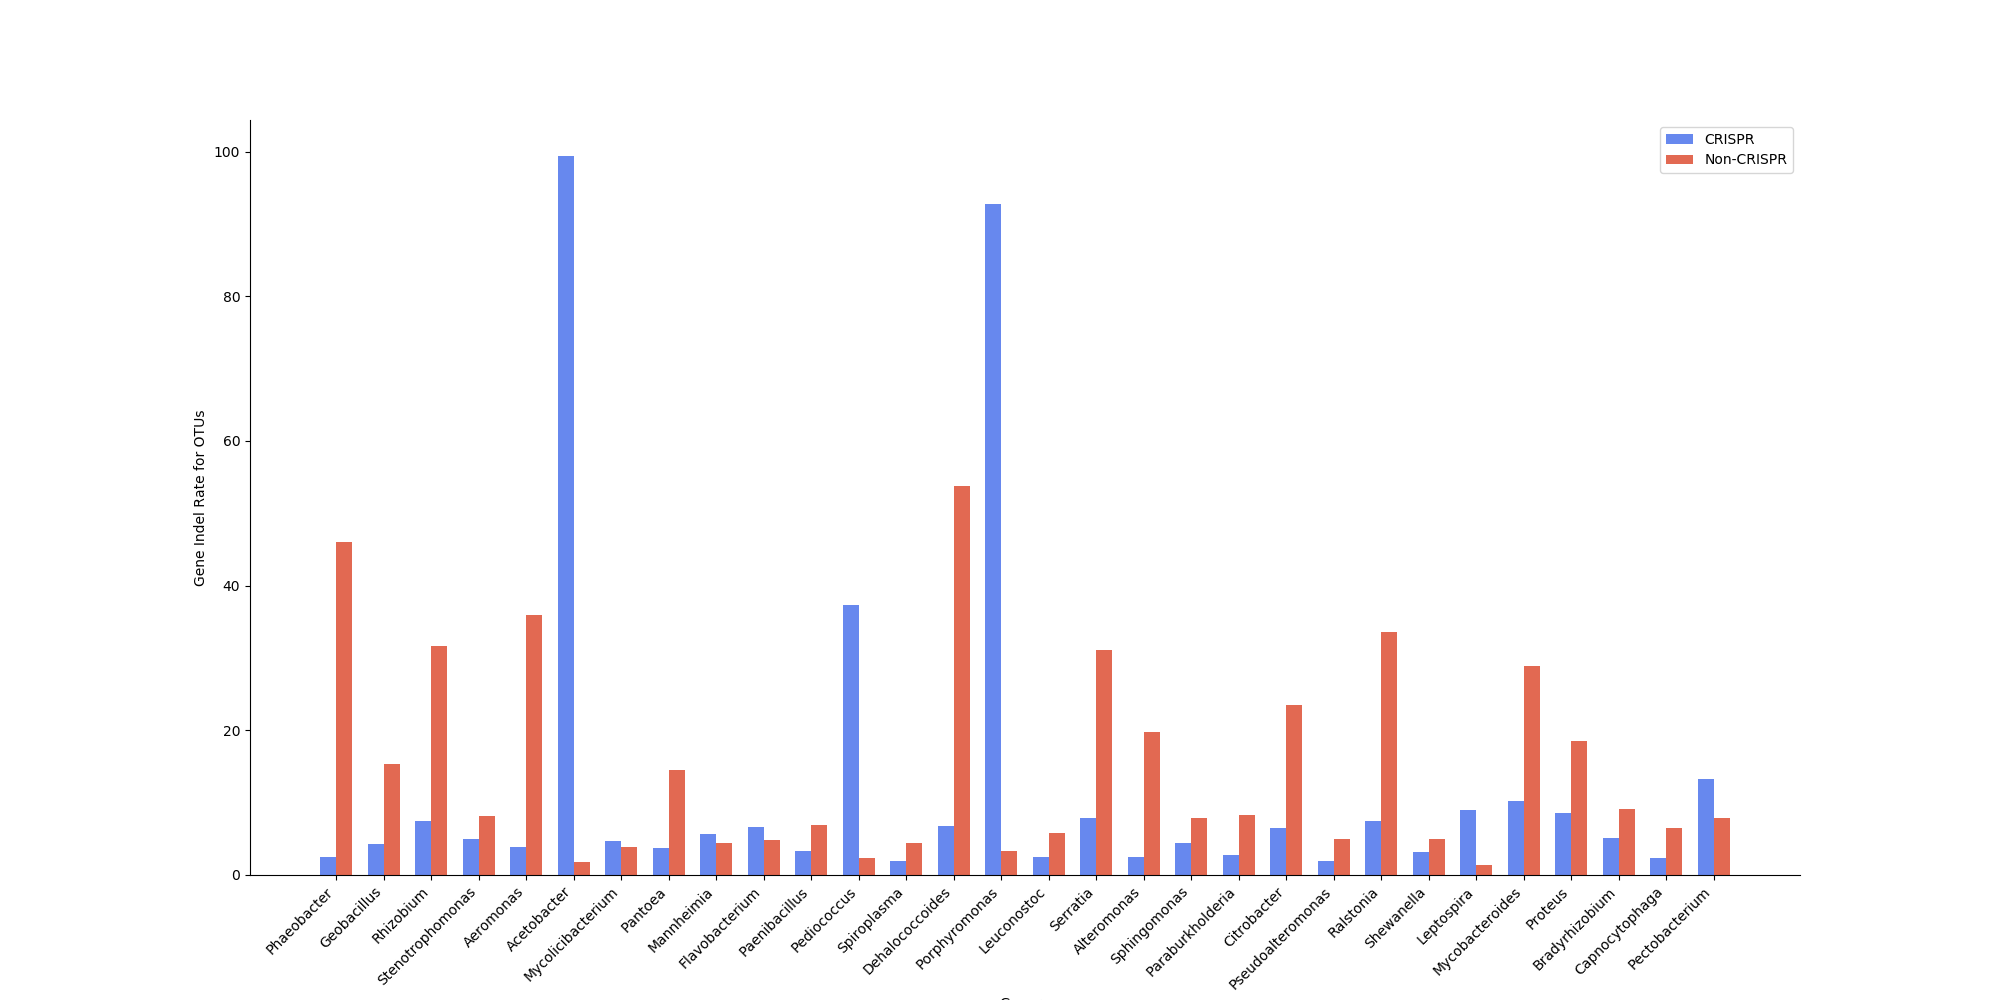 CRISPR
Non-CRISPR
100
80
60
40
20
0
Gene Indel Rate for OTUs
Phaeobacter
Geobacillus
Rhizobium
Stenotrophomonas
Aeromonas
Acetobacter
Mycolicibacterium
Pantoea
Mannheimia
Flavobacterium
Paenibacillus
Pediococcus
Spiroplasma
Dehalococcoides
Porphyromonas
Leuconostoc
Serratia
Alteromonas
Sphingomonas
Paraburkholderia
Citrobacter
Pseudoalteromonas
Ralstonia
Shewanella
Leptospira
Mycobacteroides
Proteus
Bradyrhizobium
Capnocytophaga
Pectobacterium